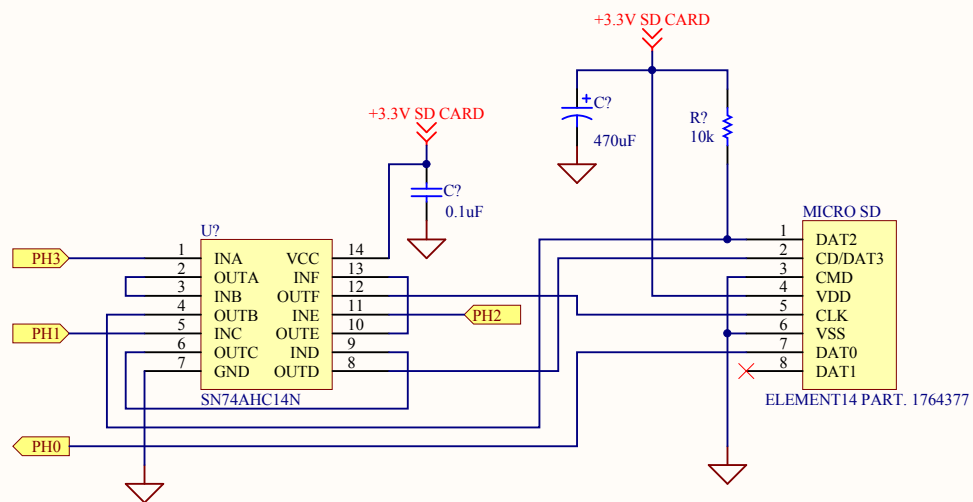 +3.3V SD CARD
C?
470uF
R?
10k
+3.3V SD CARD
C?
0.1uF
U?
PH3
PH1
PH0
PH2
1 INA VCC 14
2 OUTA INF 13
3 INB OUTF 12
4 OUTB INE 11
5 INC OUTE 10
6 OUTC IND 9
7 GND OUTD 8
SN74AHC14N
MICRO SD
1 DAT2
2 CD/DAT3
3 CMD
4 VDD
5 CLK
6 VSS
7 DAT0
8 DAT1
ELEMENT14 PART. 1764377